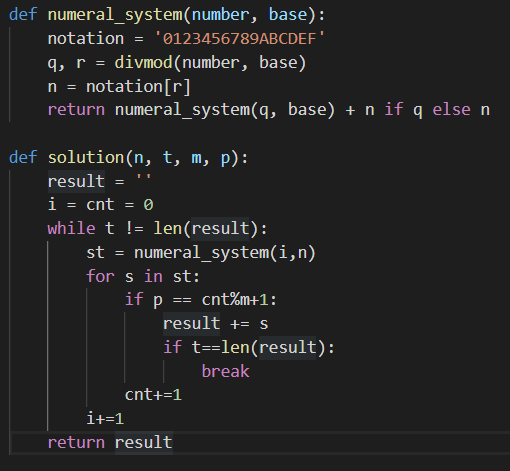 def numeral_system(number, base):
    notation = '0123456789ABCDEF'
    q, r = divmod(number, base)
    n = notation[r]
    return numeral_system(q, base) + n if q else n

def solution(n, t, m, p):
    result = ''
    i = cnt = 0
    while t != len(result):
        st = numeral_system(i,n)
        for s in st:
            if p == cnt%m+1:
                result += s
                if t==len(result):
                    break
            cnt+=1
        i+=1
    return result